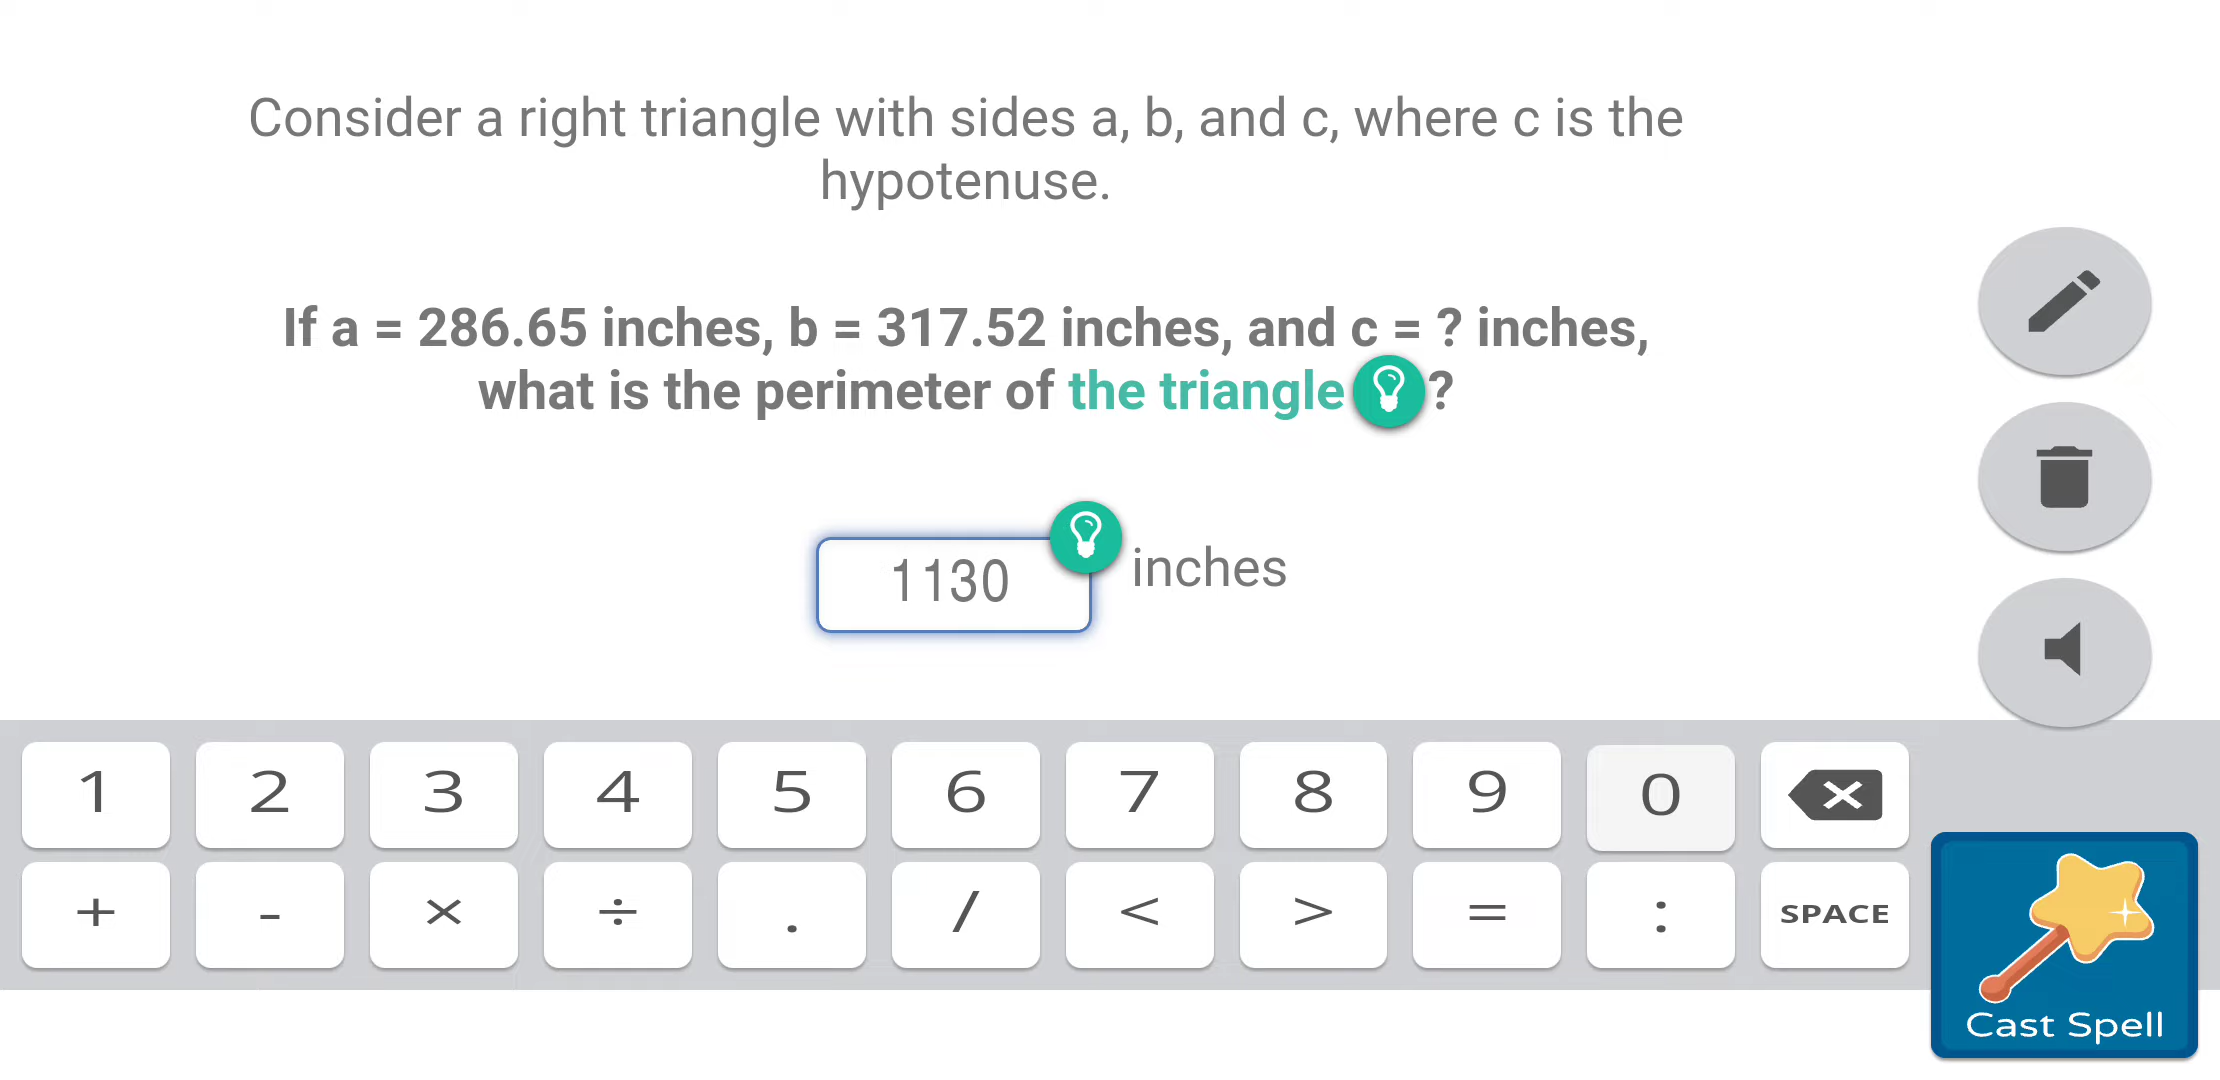 Consider a right triangle with sides a, b, and c, where c is the
hypotenuse.
If a = 286.65 inches, b = 317.52 inches, and c = ? inches,
what is the perimeter of the triangle ?
1130 inches
1 2 3 4 5 6 7 8 9 0
+ - × ÷ . / < > = : SPACE
Cast Spell